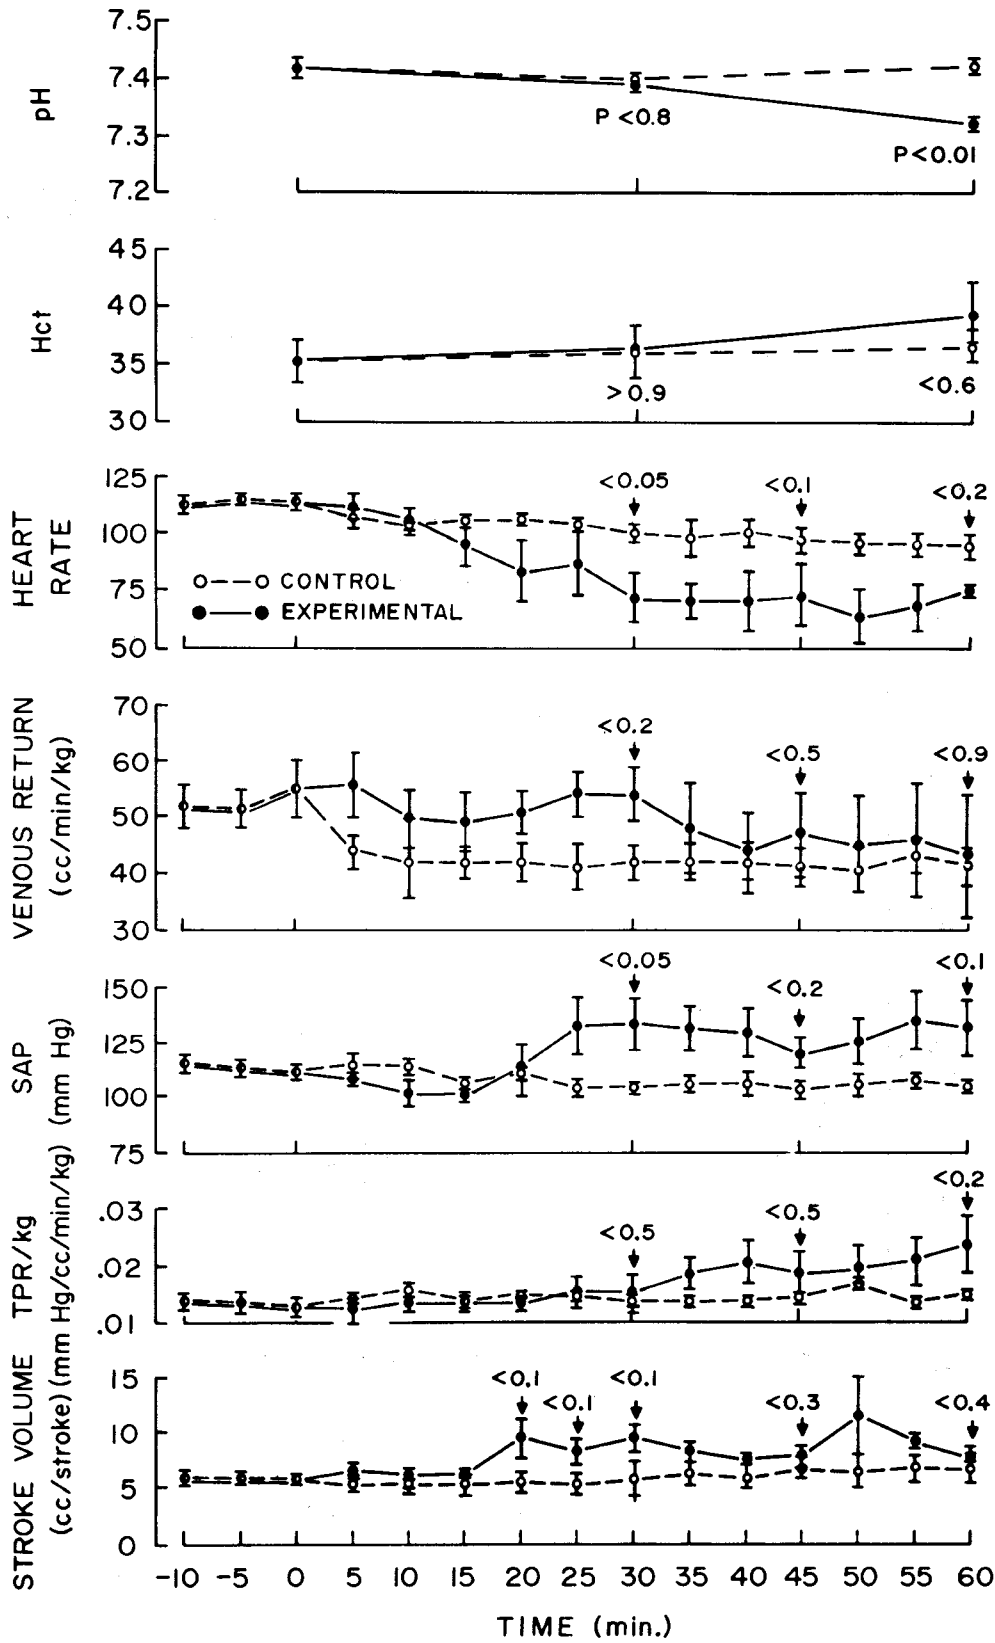 7.5
7.4
7.3
7.2
pH
P <0.8
P<0.01
45
40
35
30
Hct
>0.9
<0.6
125
100
75
50
HEART
RATE
<0.05
<0.1
<0.2
CONTROL
EXPERIMENTAL
70
60
50
40
30
VENOUS RETURN
(cc/min/kg)
<0.2
<0.5
<0.9
150
125
100
75
SAP
(mm Hg)
<0.05
<0.2
<0.1
.03
.02
.01
TPR/kg
(mm Hg/cc/min/kg)
<0.5
<0.5
<0.2
15
10
5
0
STROKE VOLUME
(cc/stroke)
<0.1
<0.1
<0.1
<0.3
<0.4
-10 -5 0 5 10 15 20 25 30 35 40 45 50 55 60
TIME (min.)